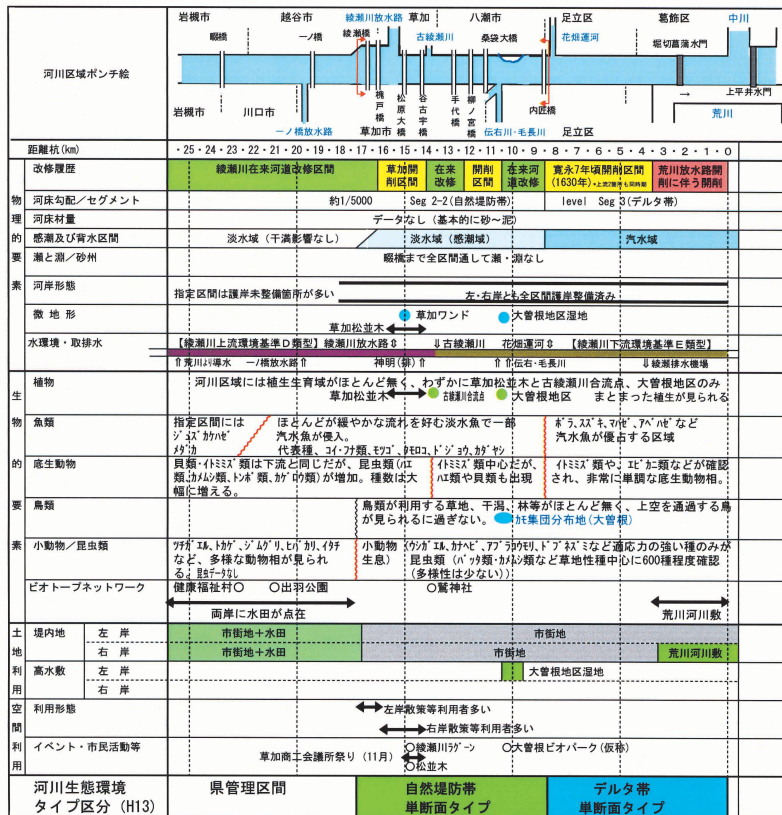 岩槻市 越谷市 綾瀬川放水路 草加 八潮市 足立区 葛飾区 中川
畷橋 一ノ橋 綾瀬橋 古綾瀬川 桑袋大橋 花畑運河 堀切菖蒲水門
河川区域ポンチ絵
槐戸橋 松原大橋 谷古宇橋 手代橋 柳ノ宮橋 内匠橋 上平井水門
岩槻市 川口市 一ノ橋放水路 草加市 伝右川・毛長川 足立区 → 荒川
距離杭(km) ・25・24・23・22・21・20・19・18・17・16・15・14・13・12・11・10・9・8・7・6・5・4・3・2・1・0
物理的要素
改修履歴 綾瀬川在来河道改修区間 草加開削区間 在来改修 開削区間 在来河道改修 寛永7年頃開削区間(1630年)*上流2箇所も同時期 荒川放水路開削に伴う開削
河床勾配/セグメント 約1/5000 Seg 2-2(自然堤防帯) level Seg 3(デルタ帯)
河床材量 データなし(基本的に砂~泥)
感潮及び背水区間 淡水域(干満影響なし) 淡水域(感潮域) 汽水域
瀬と淵/砂州 畷橋まで全区間通して瀬・淵なし
河岸形態 指定区間は護岸未整備箇所が多い 左・右岸とも全区間護岸整備済み
微地形 草加ワンド 大曽根地区湿地
草加松並木
水環境・取排水 【綾瀬川上流環境基準D類型】綾瀬川放水路⇕ ⇓古綾瀬川 花畑運河⇕ 【綾瀬川下流環境基準E類型】
⇑荒川より導水 一ノ橋放水路⇑ 神明(排)⇑ ⇑⇑伝右・毛長川 ⇓綾瀬排水機場
生物的要素
植物 河川区域には植生生育域がほとんど無く、わずかに草加松並木と古綾瀬川合流点、大曽根地区のみ
草加松並木 古綾瀬川合流点 大曽根地区 まとまった植生が見られる
魚類 指定区間には ほとんどが緩やかな流れを好む淡水魚で一部 ボラ、スズキ、マハゼ、アベハゼなど
ジュズカケハゼ 汽水魚が侵入。 汽水魚が優占する区域
メダカ 代表種、コイ・フナ類、モツゴ、タモロコ、ドジョウ、カダヤシ
底生動物 貝類・イトミミズ類は下流と同じだが、昆虫類(ハエ イトミミズ類中心だが、 イトミミズ類や、エビカニ類などが確認
類、カメムシ類、トンボ類、カゲロウ類)が増加。種数は大 ハエ類や貝類も出現 され、非常に単調な底生動物相。
幅に増える。
鳥類 鳥類が利用する草地、干潟、林等がほとんど無く、上空を通過する鳥
が見られるに過ぎない。 カモ集団分布地(大曽根)
小動物/昆虫類 ツチガエル、トカゲ、ジムグリ、ヒバカリ、イタチ 小動物(ウシガエル、カナヘビ、アブラコウモリ、ドブネズミなど適応力の強い種のみが
など、多様な動物相が見られ 生息) 昆虫類(バッタ類・カメムシ類など草地性種中心に600種程度確認
る。昆虫データなし (多様性は少ない))
ビオトープネットワーク 健康福祉村○ ○出羽公園 ○鷲神社
両岸に水田が点在 荒川河川敷
土地利用
堤内地 左岸 市街地+水田 市街地
右岸 市街地+水田 市街地 荒川河川敷
高水敷 左岸 大曽根地区湿地
右岸
空間利用
利用形態 左岸散策等利用者多い
右岸散策等利用者多い
イベント・市民活動等 ○綾瀬川ラグーン ○大曽根ビオパーク(仮称)
草加商工会議所祭り(11月)
○松並木
河川生態環境 県管理区間 自然堤防帯 デルタ帯
タイプ区分(H13) 単断面タイプ 単断面タイプ